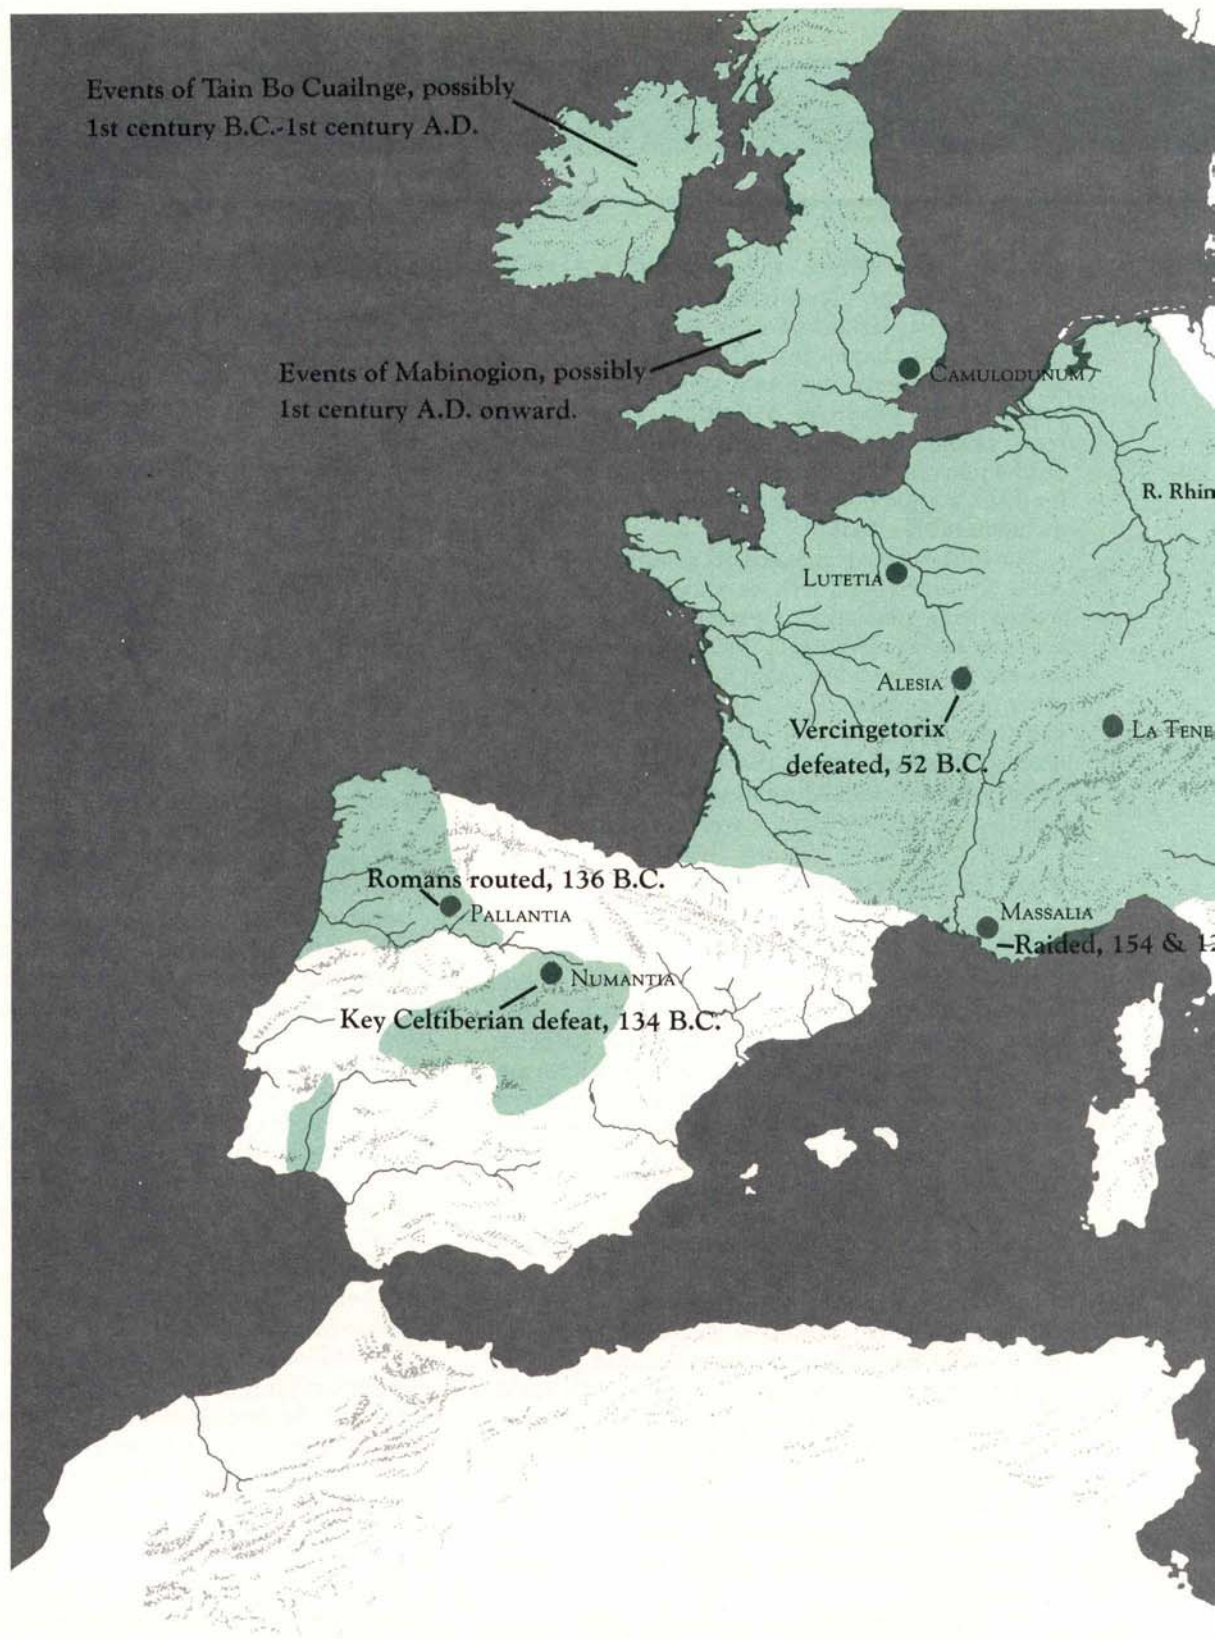 Events of Tain Bo Cuailnge, possibly
1st century B.C.-1st century A.D.
Events of Mabinogion, possibly
1st century A.D. onward.
CAMULODUNUM
R. Rhin
LUTETIA
ALESIA
Vercingetorix
defeated, 52 B.C.
LA TENE
Romans routed, 136 B.C.
PALLANTIA
MASSALIA
Raided, 154 & 12
NUMANTIA
Key Celtiberian defeat, 134 B.C.